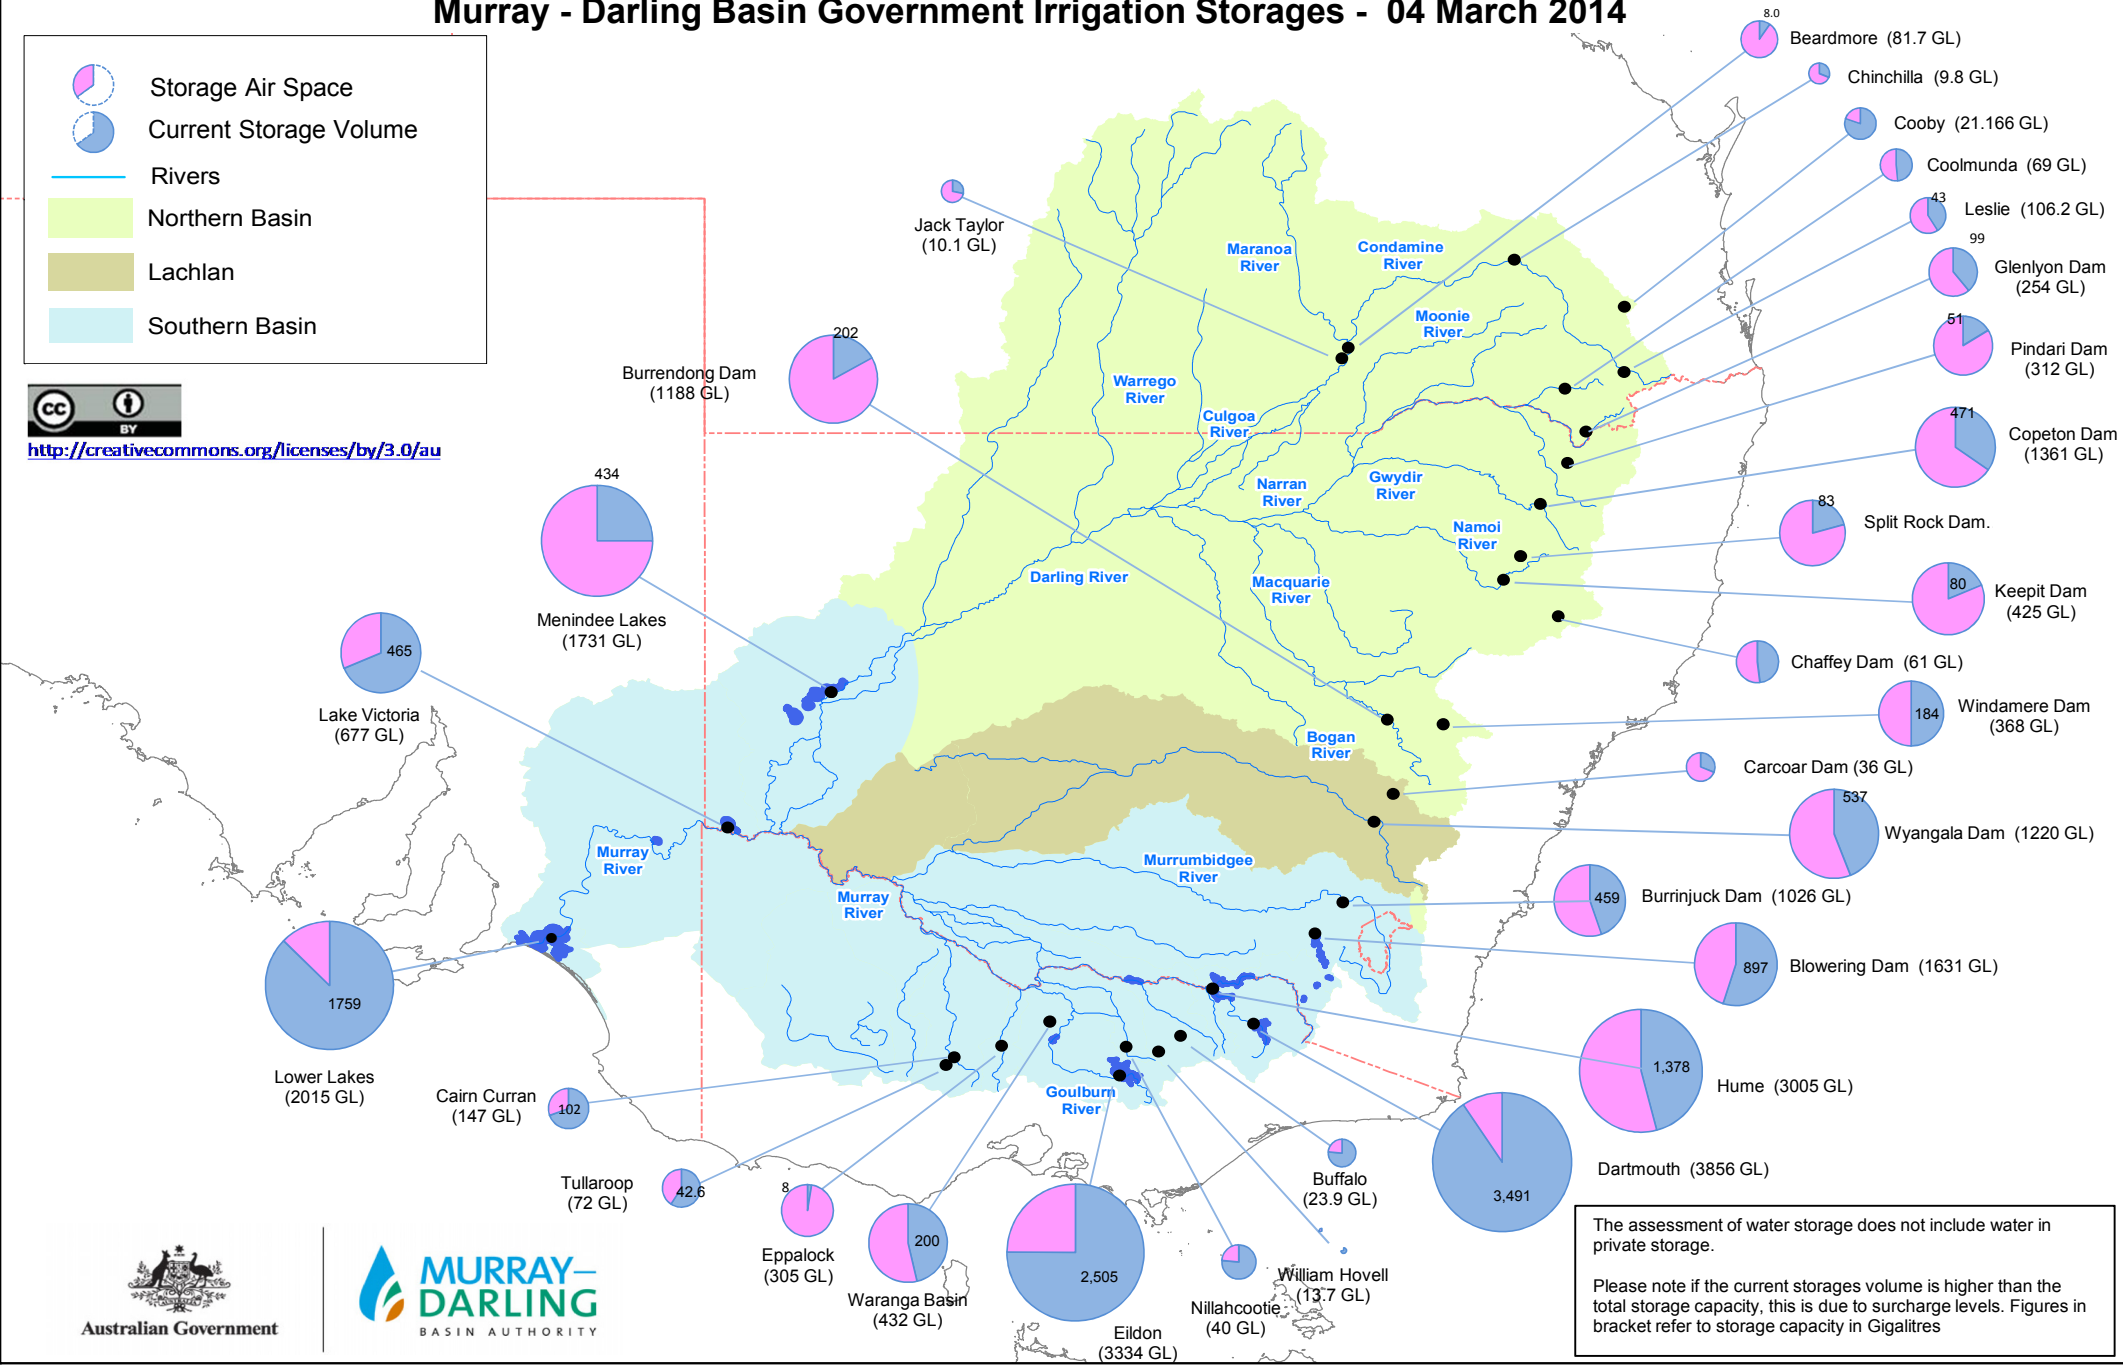 Murray - Darling Basin Government Irrigation Storages - 04 March 2014
Storage Air Space
Current Storage Volume
Rivers
Northern Basin
Lachlan
Southern Basin
cc
BY
http://creativecommons.org/licenses/by/3.0/au
8.0
Beardmore (81.7 GL)
Chinchilla (9.8 GL)
Cooby (21.166 GL)
Coolmunda (69 GL)
43
Leslie (106.2 GL)
99
Glenlyon Dam
(254 GL)
51
Pindari Dam
(312 GL)
471
Copeton Dam
(1361 GL)
83
Split Rock Dam.
80
Keepit Dam
(425 GL)
Chaffey Dam (61 GL)
184
Windamere Dam
(368 GL)
Carcoar Dam (36 GL)
537
Wyangala Dam (1220 GL)
459
Burrinjuck Dam (1026 GL)
897
Blowering Dam (1631 GL)
1,378
Hume (3005 GL)
3,491
Dartmouth (3856 GL)
Jack Taylor
(10.1 GL)
202
Burrendong Dam
(1188 GL)
434
Menindee Lakes
(1731 GL)
465
Lake Victoria
(677 GL)
1759
Lower Lakes
(2015 GL)
Cairn Curran
(147 GL)
102
Tullaroop
(72 GL)
42.6
8
Eppalock
(305 GL)
200
Waranga Basin
(432 GL)
2,505
Eildon
(3334 GL)
Nillahcootie
(40 GL)
William Hovell
(13.7 GL)
Buffalo
(23.9 GL)
Maranoa
River
Condamine
River
Moonie
River
Warrego
River
Culgoa
River
Narran
River
Gwydir
River
Namoi
River
Darling River
Macquarie
River
Bogan
River
Murrumbidgee
River
Murray
River
Murray
River
Goulburn
River
Australian Government
MURRAY–
DARLING
BASIN AUTHORITY
The assessment of water storage does not include water in
private storage.
Please note if the current storages volume is higher than the
total storage capacity, this is due to surcharge levels. Figures in
bracket refer to storage capacity in Gigalitres